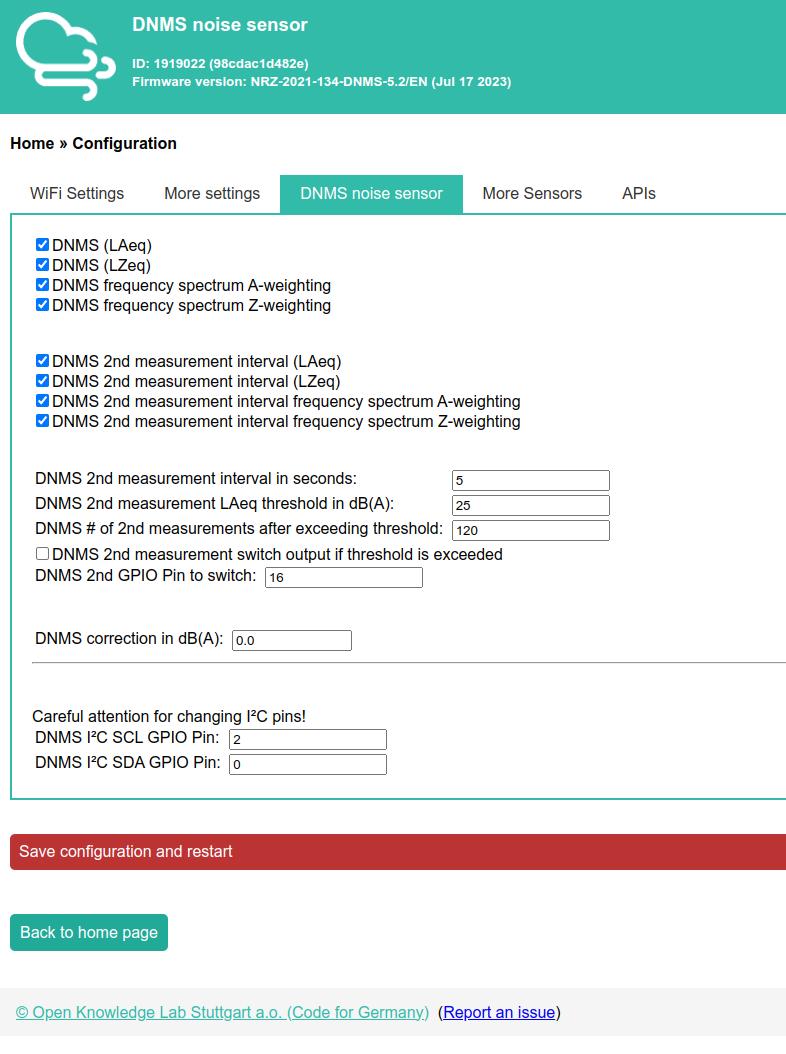 DNMS noise sensor
ID: 1919022 (98cdac1d482e)
Firmware version: NRZ-2021-134-DNMS-5.2/EN (Jul 17 2023)
Home » Configuration
WiFi Settings More settings DNMS noise sensor More Sensors APIs
DNMS (LAeq)
DNMS (LZeq)
DNMS frequency spectrum A-weighting
DNMS frequency spectrum Z-weighting
DNMS 2nd measurement interval (LAeq)
DNMS 2nd measurement interval (LZeq)
DNMS 2nd measurement interval frequency spectrum A-weighting
DNMS 2nd measurement interval frequency spectrum Z-weighting
DNMS 2nd measurement interval in seconds: 5
DNMS 2nd measurement LAeq threshold in dB(A): 25
DNMS # of 2nd measurements after exceeding threshold: 120
DNMS 2nd measurement switch output if threshold is exceeded
DNMS 2nd GPIO Pin to switch: 16
DNMS correction in dB(A): 0.0
Careful attention for changing I²C pins!
DNMS I²C SCL GPIO Pin: 2
DNMS I²C SDA GPIO Pin: 0
Save configuration and restart
Back to home page
© Open Knowledge Lab Stuttgart a.o. (Code for Germany) (Report an issue)